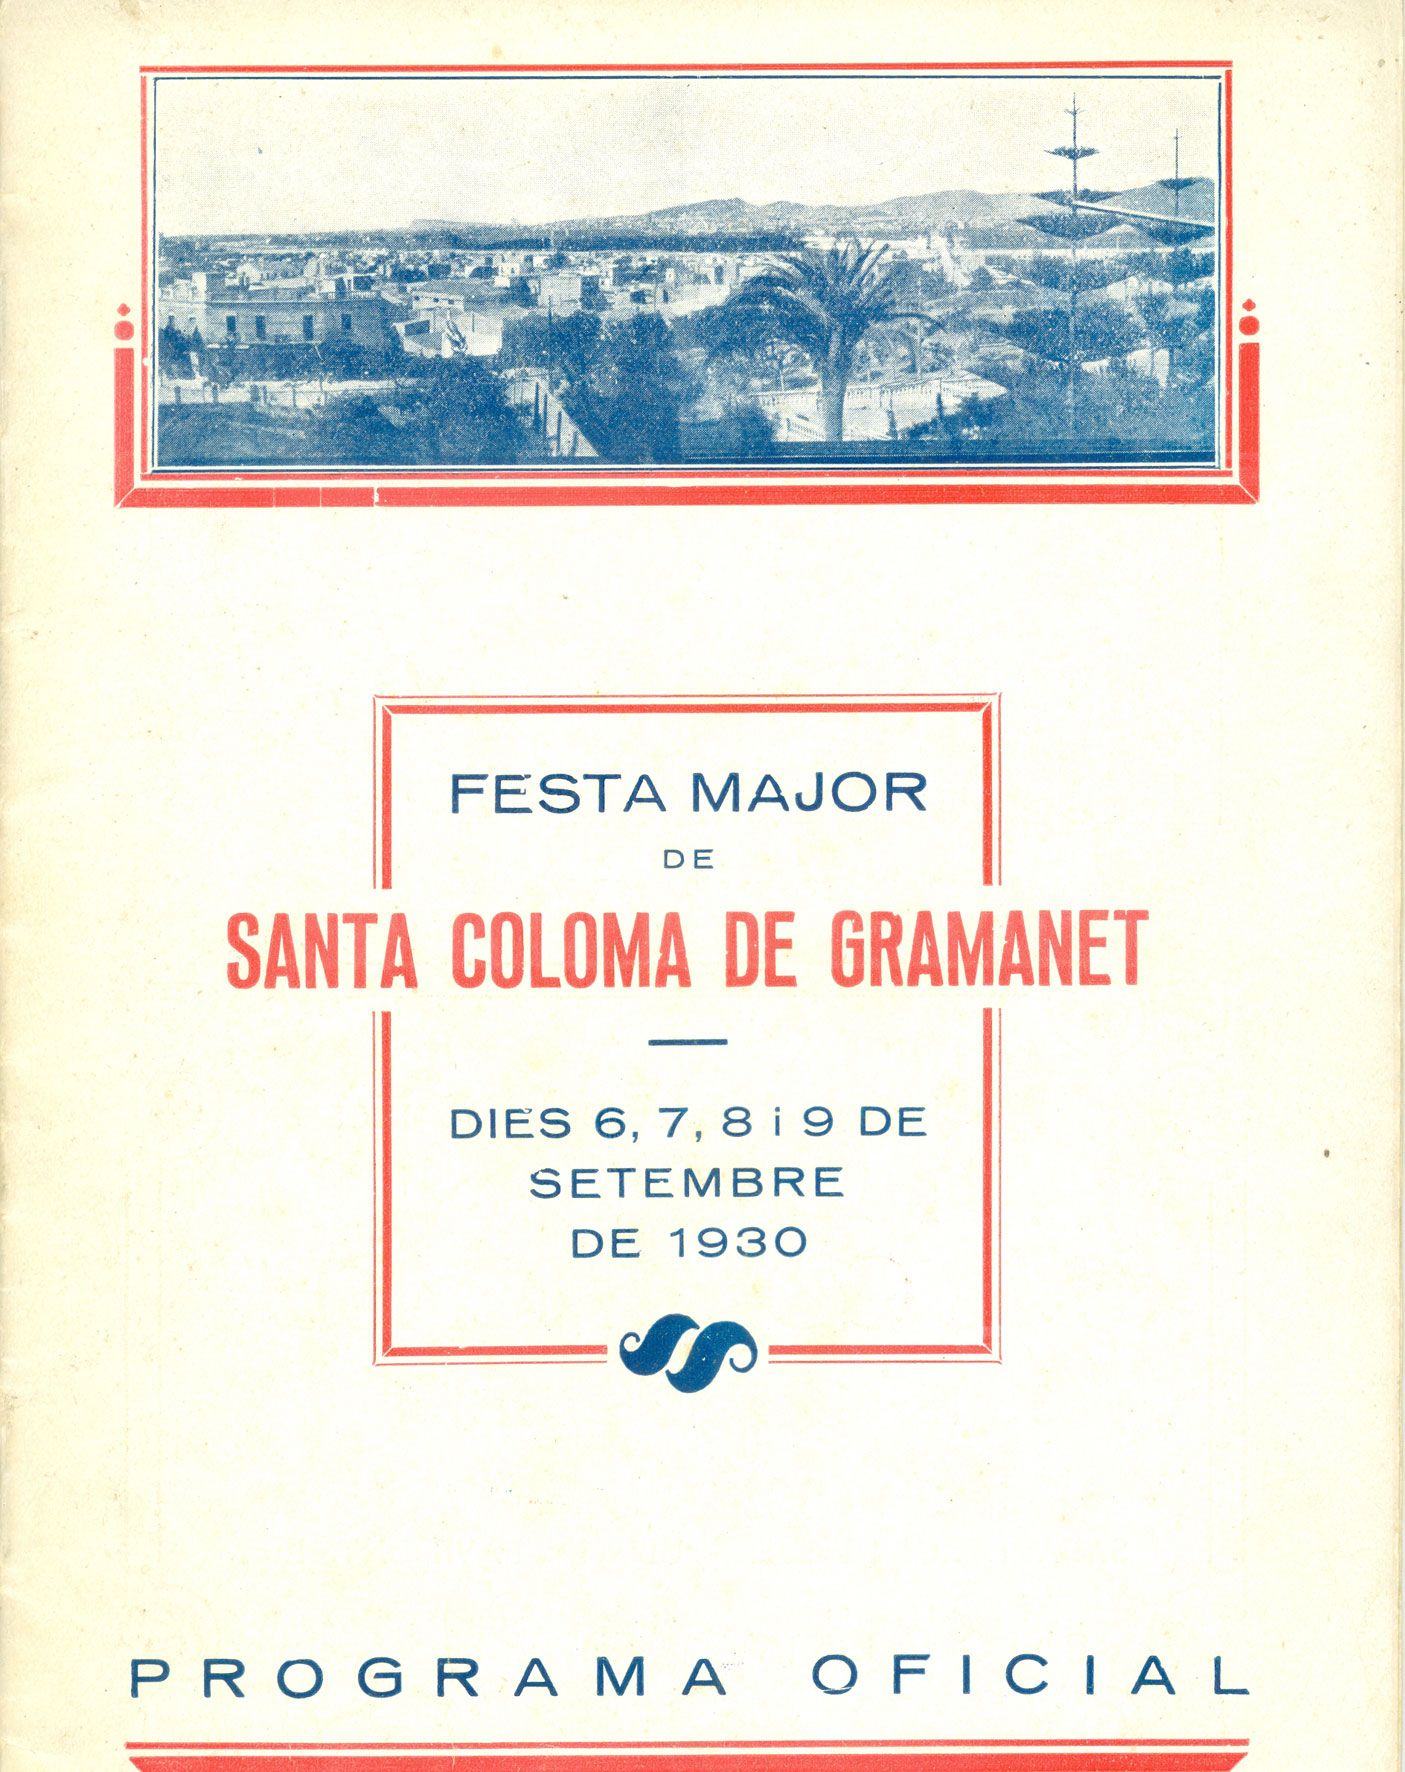 FESTA MAJOR
DE
SANTA COLOMA DE GRAMANET
DIES 6, 7, 8 i 9 DE
SETEMBRE
DE 1930
PROGRAMA OFICIAL